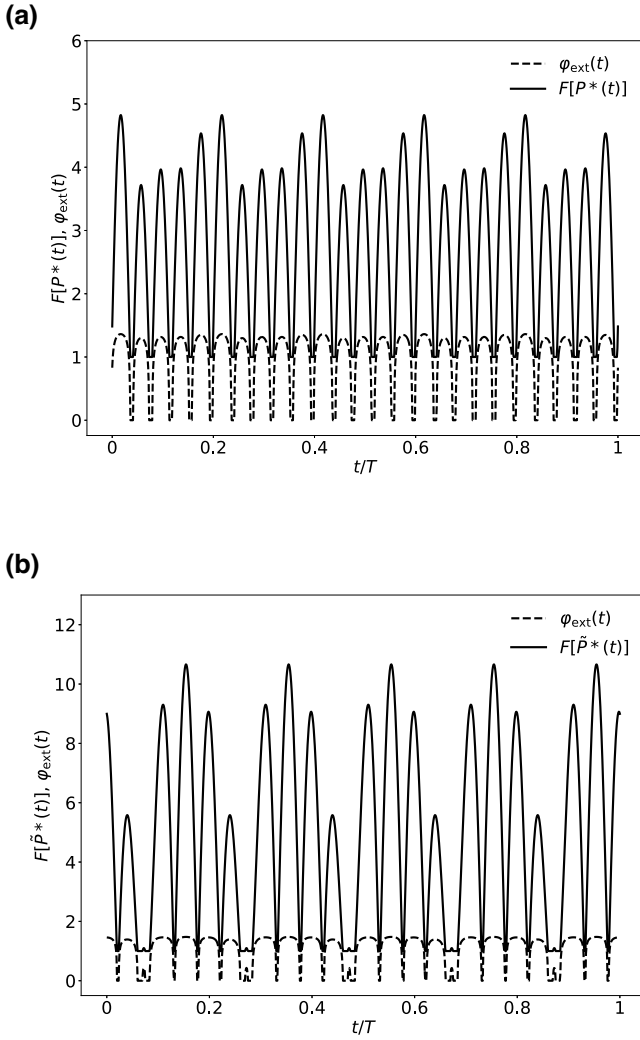 (a)
6
5
4
3
2
1
0
F[P*(t)], φext(t)
φext(t)
F[P*(t)]
0
0.2
0.4
0.6
0.8
1
t/T
(b)
12
10
8
6
4
2
0
F[P̃*(t)], φext(t)
φext(t)
F[P̃*(t)]
0
0.2
0.4
0.6
0.8
1
t/T